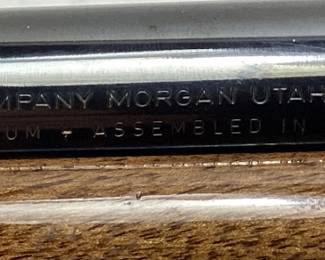 MPANY MORGAN UTAH
UM - ASSEMBLED IN